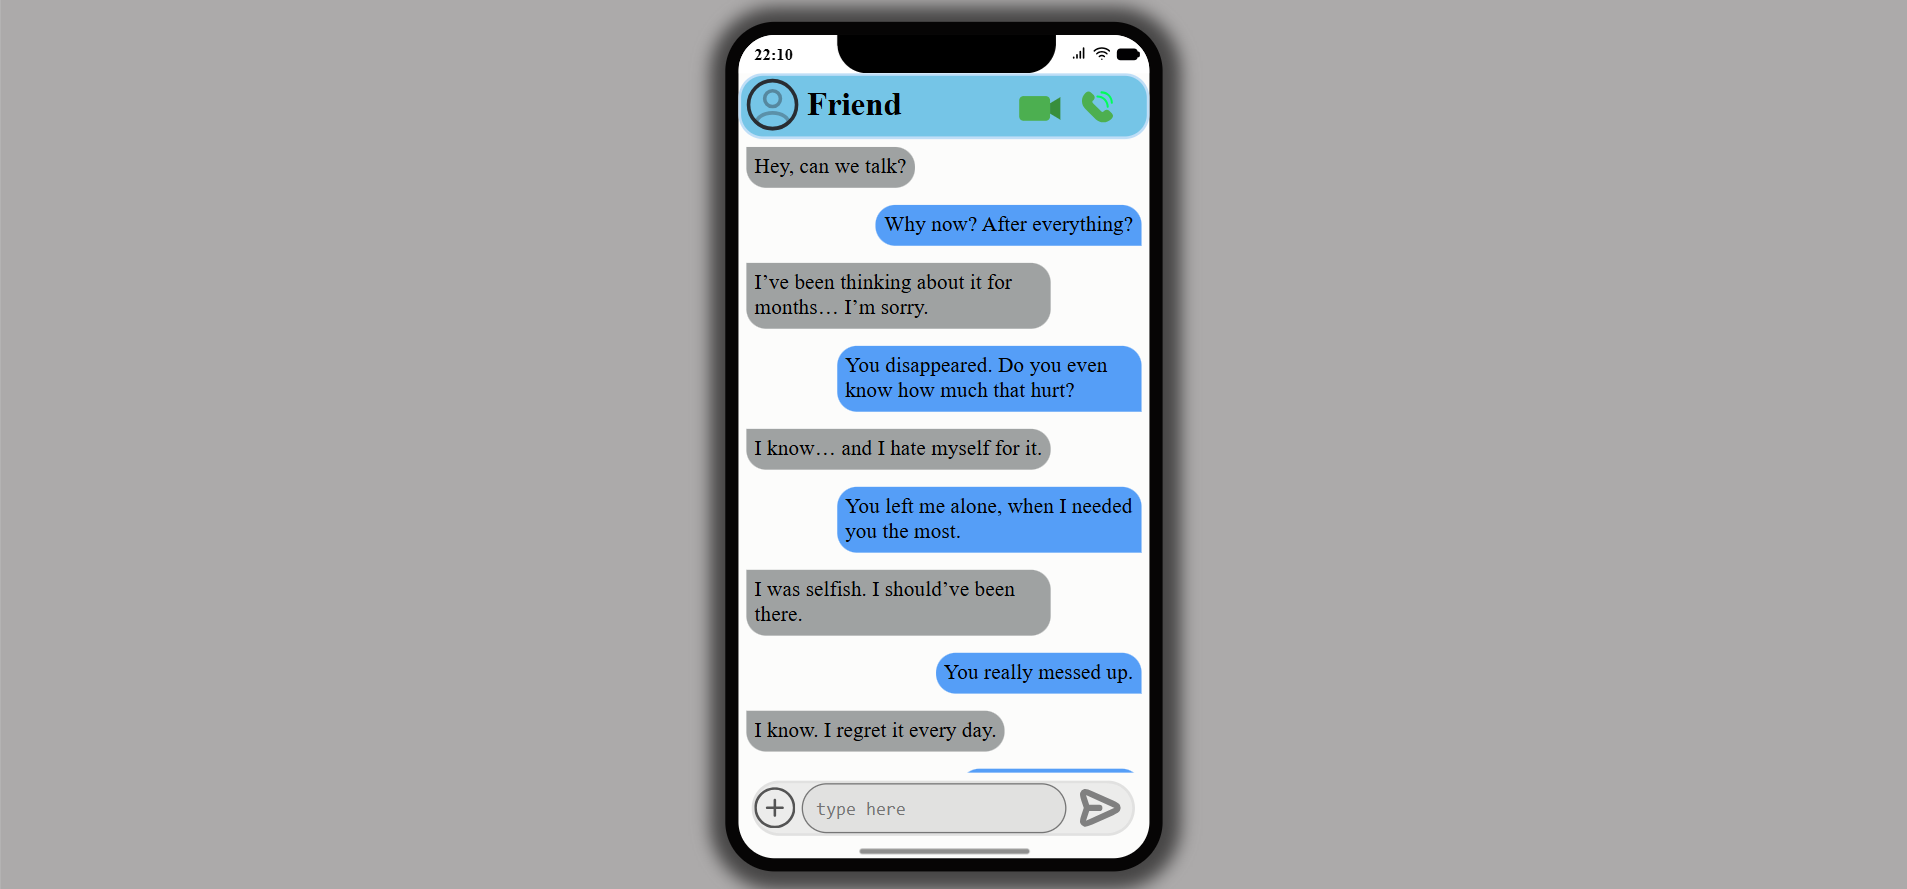 22:10
Friend
Hey, can we talk?
Why now? After everything?
I’ve been thinking about it for
months… I’m sorry.
You disappeared. Do you even
know how much that hurt?
I know… and I hate myself for it.
You left me alone, when I needed
you the most.
I was selfish. I should’ve been
there.
You really messed up.
I know. I regret it every day.
type here